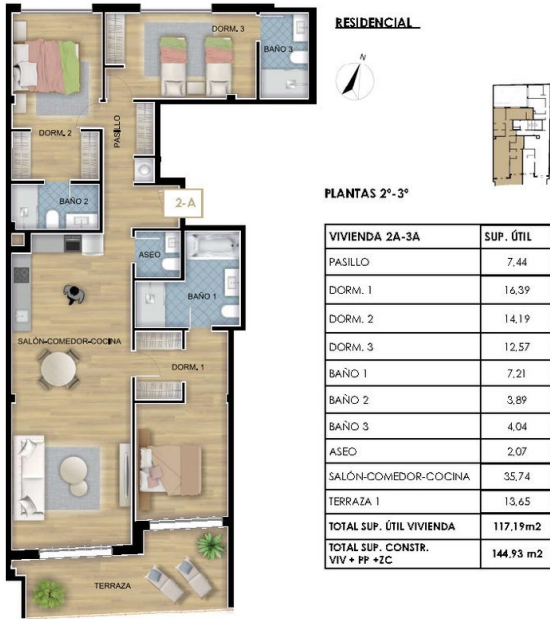 DORM. 3
BAÑO 3
DORM. 2
PASILLO
BAÑO 2
2-A
ASEO
BAÑO 1
SALÓN-COMEDOR-COCINA
DORM. 1
TERRAZA
RESIDENCIAL
N
PLANTAS 2º-3º
VIVIENDA 2A-3A SUP. ÚTIL
PASILLO 7,44
DORM. 1 16,39
DORM. 2 14,19
DORM. 3 12,57
BAÑO 1 7,21
BAÑO 2 3,89
BAÑO 3 4,04
ASEO 2,07
SALÓN-COMEDOR-COCINA 35,74
TERRAZA 1 13,65
TOTAL SUP. ÚTIL VIVIENDA 117,19m2
TOTAL SUP. CONSTR.
VIV + PP +ZC 144,93 m2